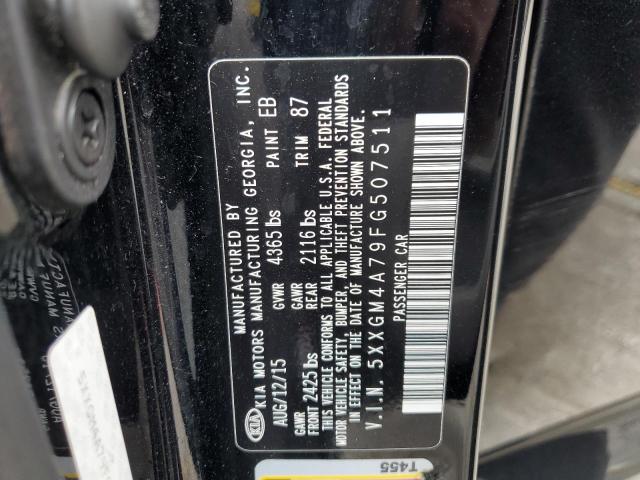 KIA
MANUFACTURED BY
KIA MOTORS MANUFACTURING GEORGIA, INC.
AUG/12/15 GVWR 4365 lbs PAINT EB
GAWR FRONT 2425 lbs GAWR REAR 2116 lbs TRIM 87
THIS VEHICLE CONFORMS TO ALL APPLICABLE U.S.A. FEDERAL
MOTOR VEHICLE SAFETY, BUMPER, AND THEFT PREVENTION STANDARDS
IN EFFECT ON THE DATE OF MANUFACTURE SHOWN ABOVE.
V.I.N. 5XXGM4A79FG507511
PASSENGER CAR
T455